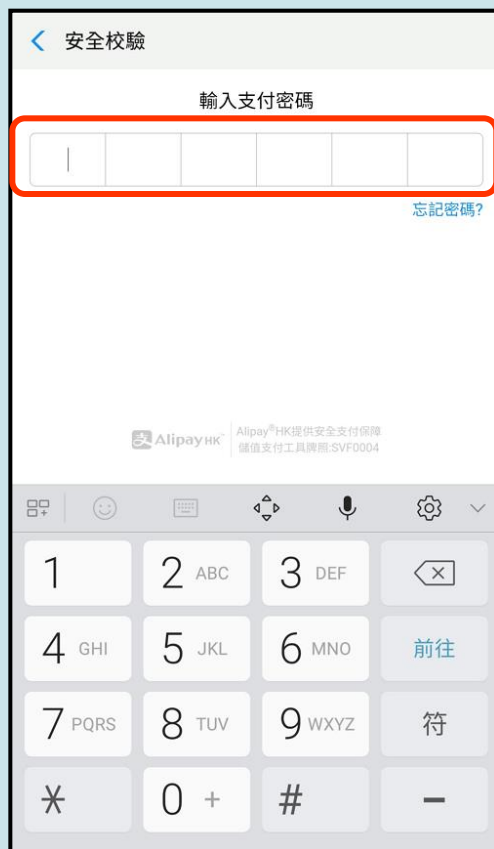 安全校驗
輸入支付密碼
忘記密碼?
支 AlipayHK
Alipay®HK提供安全支付保障
儲值支付工具牌照:SVF0004
1
2 ABC
3 DEF
4 GHI
5 JKL
6 MNO
前往
7 PQRS
8 TUV
9 WXYZ
符
*
0 +
#
-